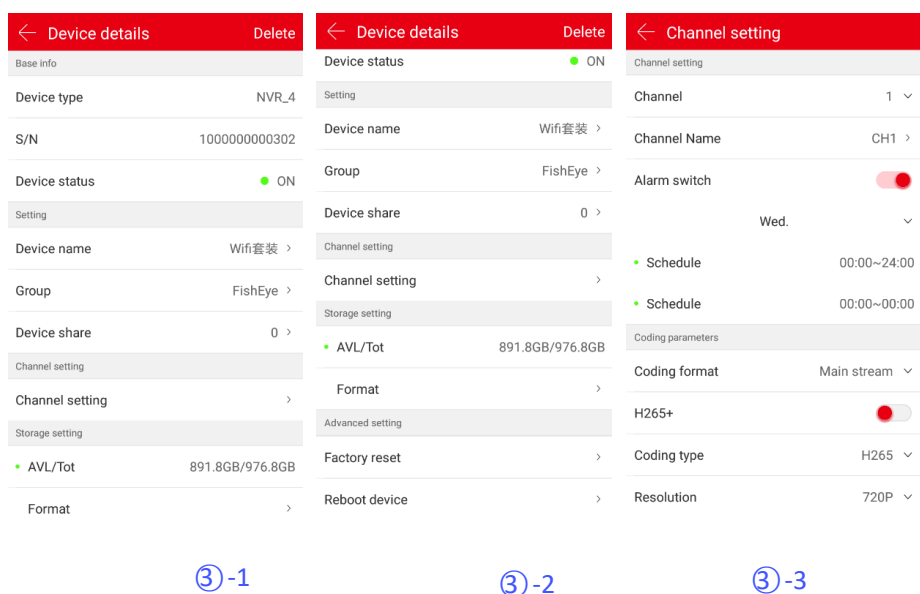 Device details Delete
Base info
Device type NVR_4
S/N 1000000000302
Device status ON
Setting
Device name Wifi套装
Group FishEye
Device share 0
Channel setting
Channel setting
Storage setting
AVL/Tot 891.8GB/976.8GB
Format
③-1
Device details Delete
Device status ON
Setting
Device name Wifi套装
Group FishEye
Device share 0
Channel setting
Channel setting
Storage setting
AVL/Tot 891.8GB/976.8GB
Format
Advanced setting
Factory reset
Reboot device
③-2
Channel setting
Channel setting
Channel 1
Channel Name CH1
Alarm switch
Wed.
Schedule 00:00~24:00
Schedule 00:00~00:00
Coding parameters
Coding format Main stream
H265+
Coding type H265
Resolution 720P
③-3